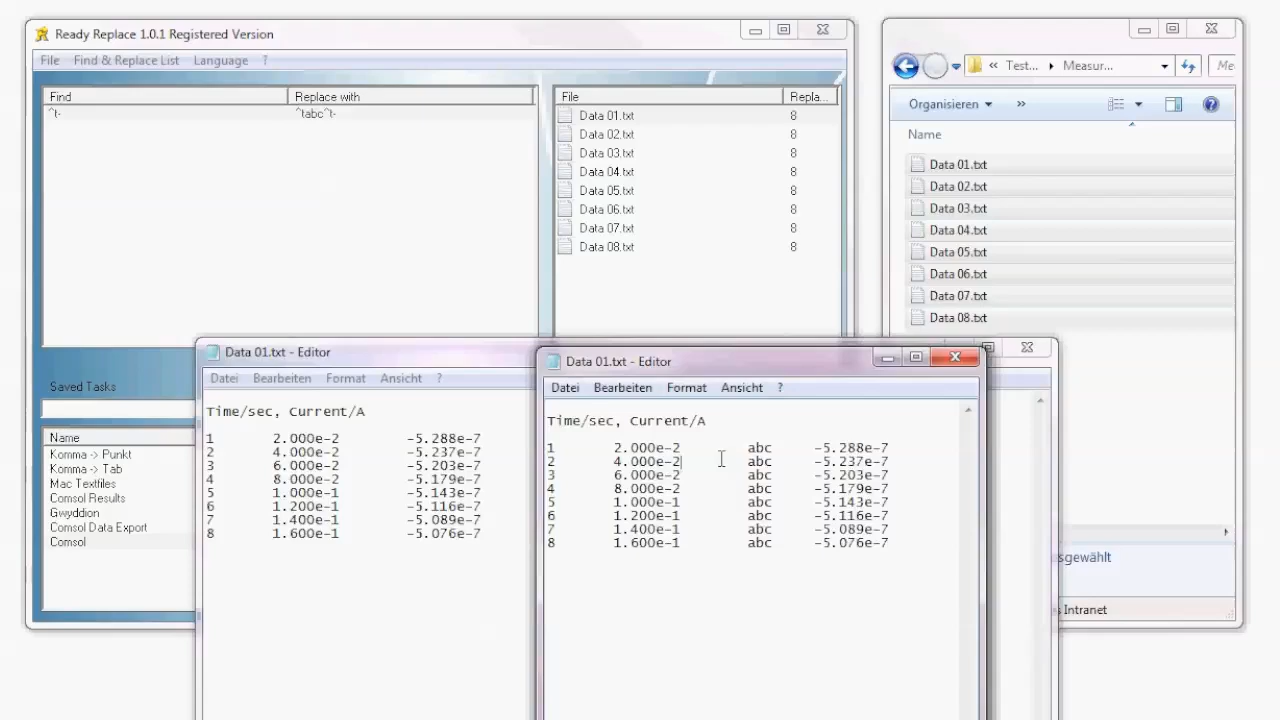 Ready Replace 1.0.1 Registered Version
File Find & Replace List Language ?
Find Replace with
^t- ^tabc^t-
File Repla...
Data 01.txt 8
Data 02.txt 8
Data 03.txt 8
Data 04.txt 8
Data 05.txt 8
Data 06.txt 8
Data 07.txt 8
Data 08.txt 8
Saved Tasks
Name
Komma -> Punkt
Komma -> Tab
Mac Textfiles
Comsol Results
Gwyddion
Comsol Data Export
Comsol
« Test... Measur... Me
Organisieren »
Name
Data 01.txt
Data 02.txt
Data 03.txt
Data 04.txt
Data 05.txt
Data 06.txt
Data 07.txt
Data 08.txt
sgewählt
s Intranet
Data 01.txt - Editor
Datei Bearbeiten Format Ansicht ?
Time/sec, Current/A
1 2.000e-2 -5.288e-7
2 4.000e-2 -5.237e-7
3 6.000e-2 -5.203e-7
4 8.000e-2 -5.179e-7
5 1.000e-1 -5.143e-7
6 1.200e-1 -5.116e-7
7 1.400e-1 -5.089e-7
8 1.600e-1 -5.076e-7
Data 01.txt - Editor
Datei Bearbeiten Format Ansicht ?
Time/sec, Current/A
1 2.000e-2 abc -5.288e-7
2 4.000e-2 abc -5.237e-7
3 6.000e-2 abc -5.203e-7
4 8.000e-2 abc -5.179e-7
5 1.000e-1 abc -5.143e-7
6 1.200e-1 abc -5.116e-7
7 1.400e-1 abc -5.089e-7
8 1.600e-1 abc -5.076e-7